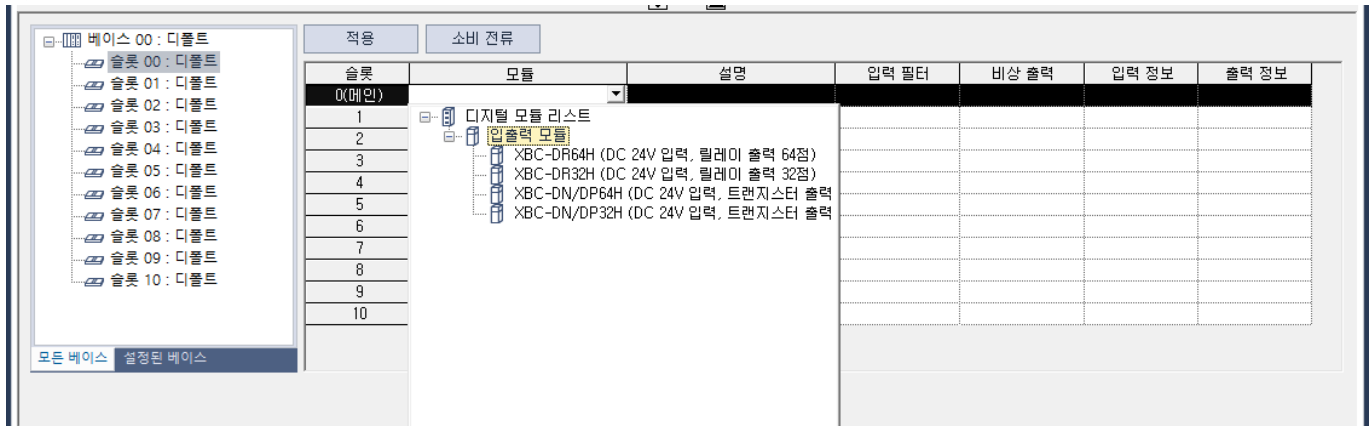 베이스 00 : 디폴트
슬롯 00 : 디폴트
슬롯 01 : 디폴트
슬롯 02 : 디폴트
슬롯 03 : 디폴트
슬롯 04 : 디폴트
슬롯 05 : 디폴트
슬롯 06 : 디폴트
슬롯 07 : 디폴트
슬롯 08 : 디폴트
슬롯 09 : 디폴트
슬롯 10 : 디폴트
모든 베이스 설정된 베이스
적용 소비 전류
슬롯 모듈 설명 입력 필터 비상 출력 입력 정보 출력 정보
0(메인)
1
2
3
4
5
6
7
8
9
10
디지털 모듈 리스트
입출력 모듈
XBC-DR64H (DC 24V 입력, 릴레이 출력 64점)
XBC-DR32H (DC 24V 입력, 릴레이 출력 32점)
XBC-DN/DP64H (DC 24V 입력, 트랜지스터 출력
XBC-DN/DP32H (DC 24V 입력, 트랜지스터 출력